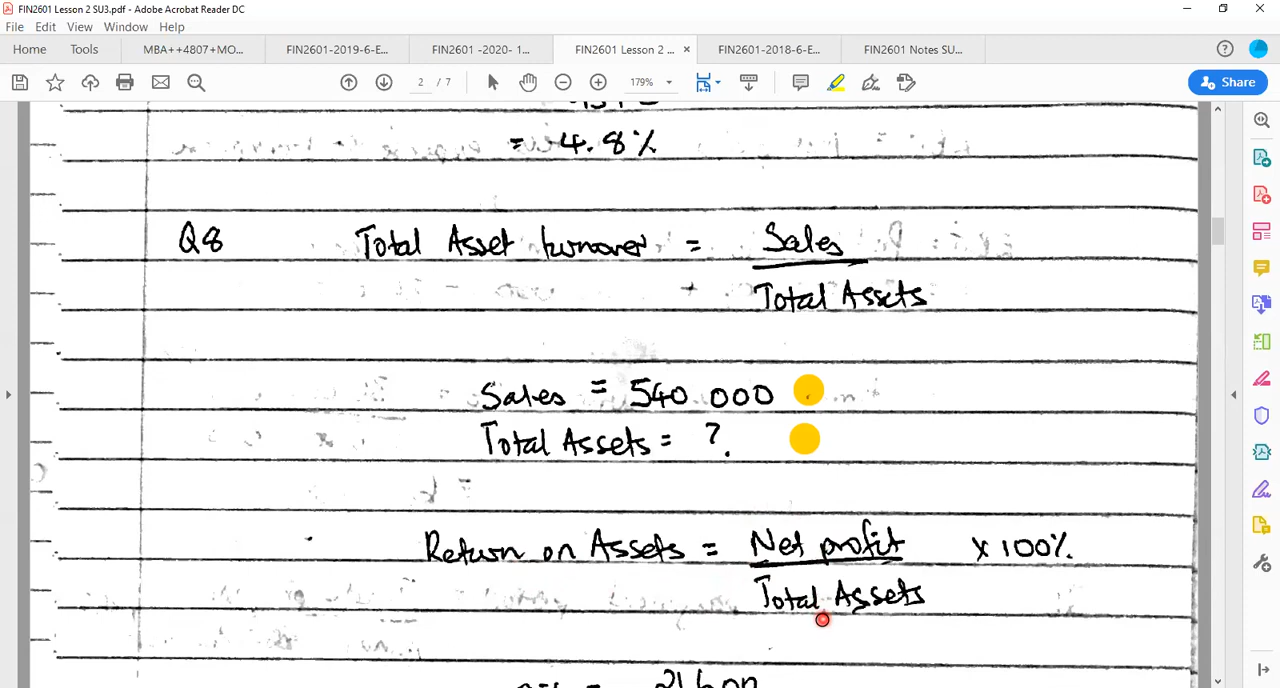 FIN2601 Lesson 2 SU3.pdf - Adobe Acrobat Reader DC
File Edit View Window Help
Home Tools MBA++4807+MO... FIN2601-2019-6-E... FIN2601 -2020- 1... FIN2601 Lesson 2 ... × FIN2601-2018-6-E... FIN2601 Notes SU...
2 / 7 179% Share
= 4.8%
Q8 Total Asset turnover = Sales
Total Assets
Sales = 540 000
Total Assets = ?
Return on Assets = Net profit x 100%
Total Assets